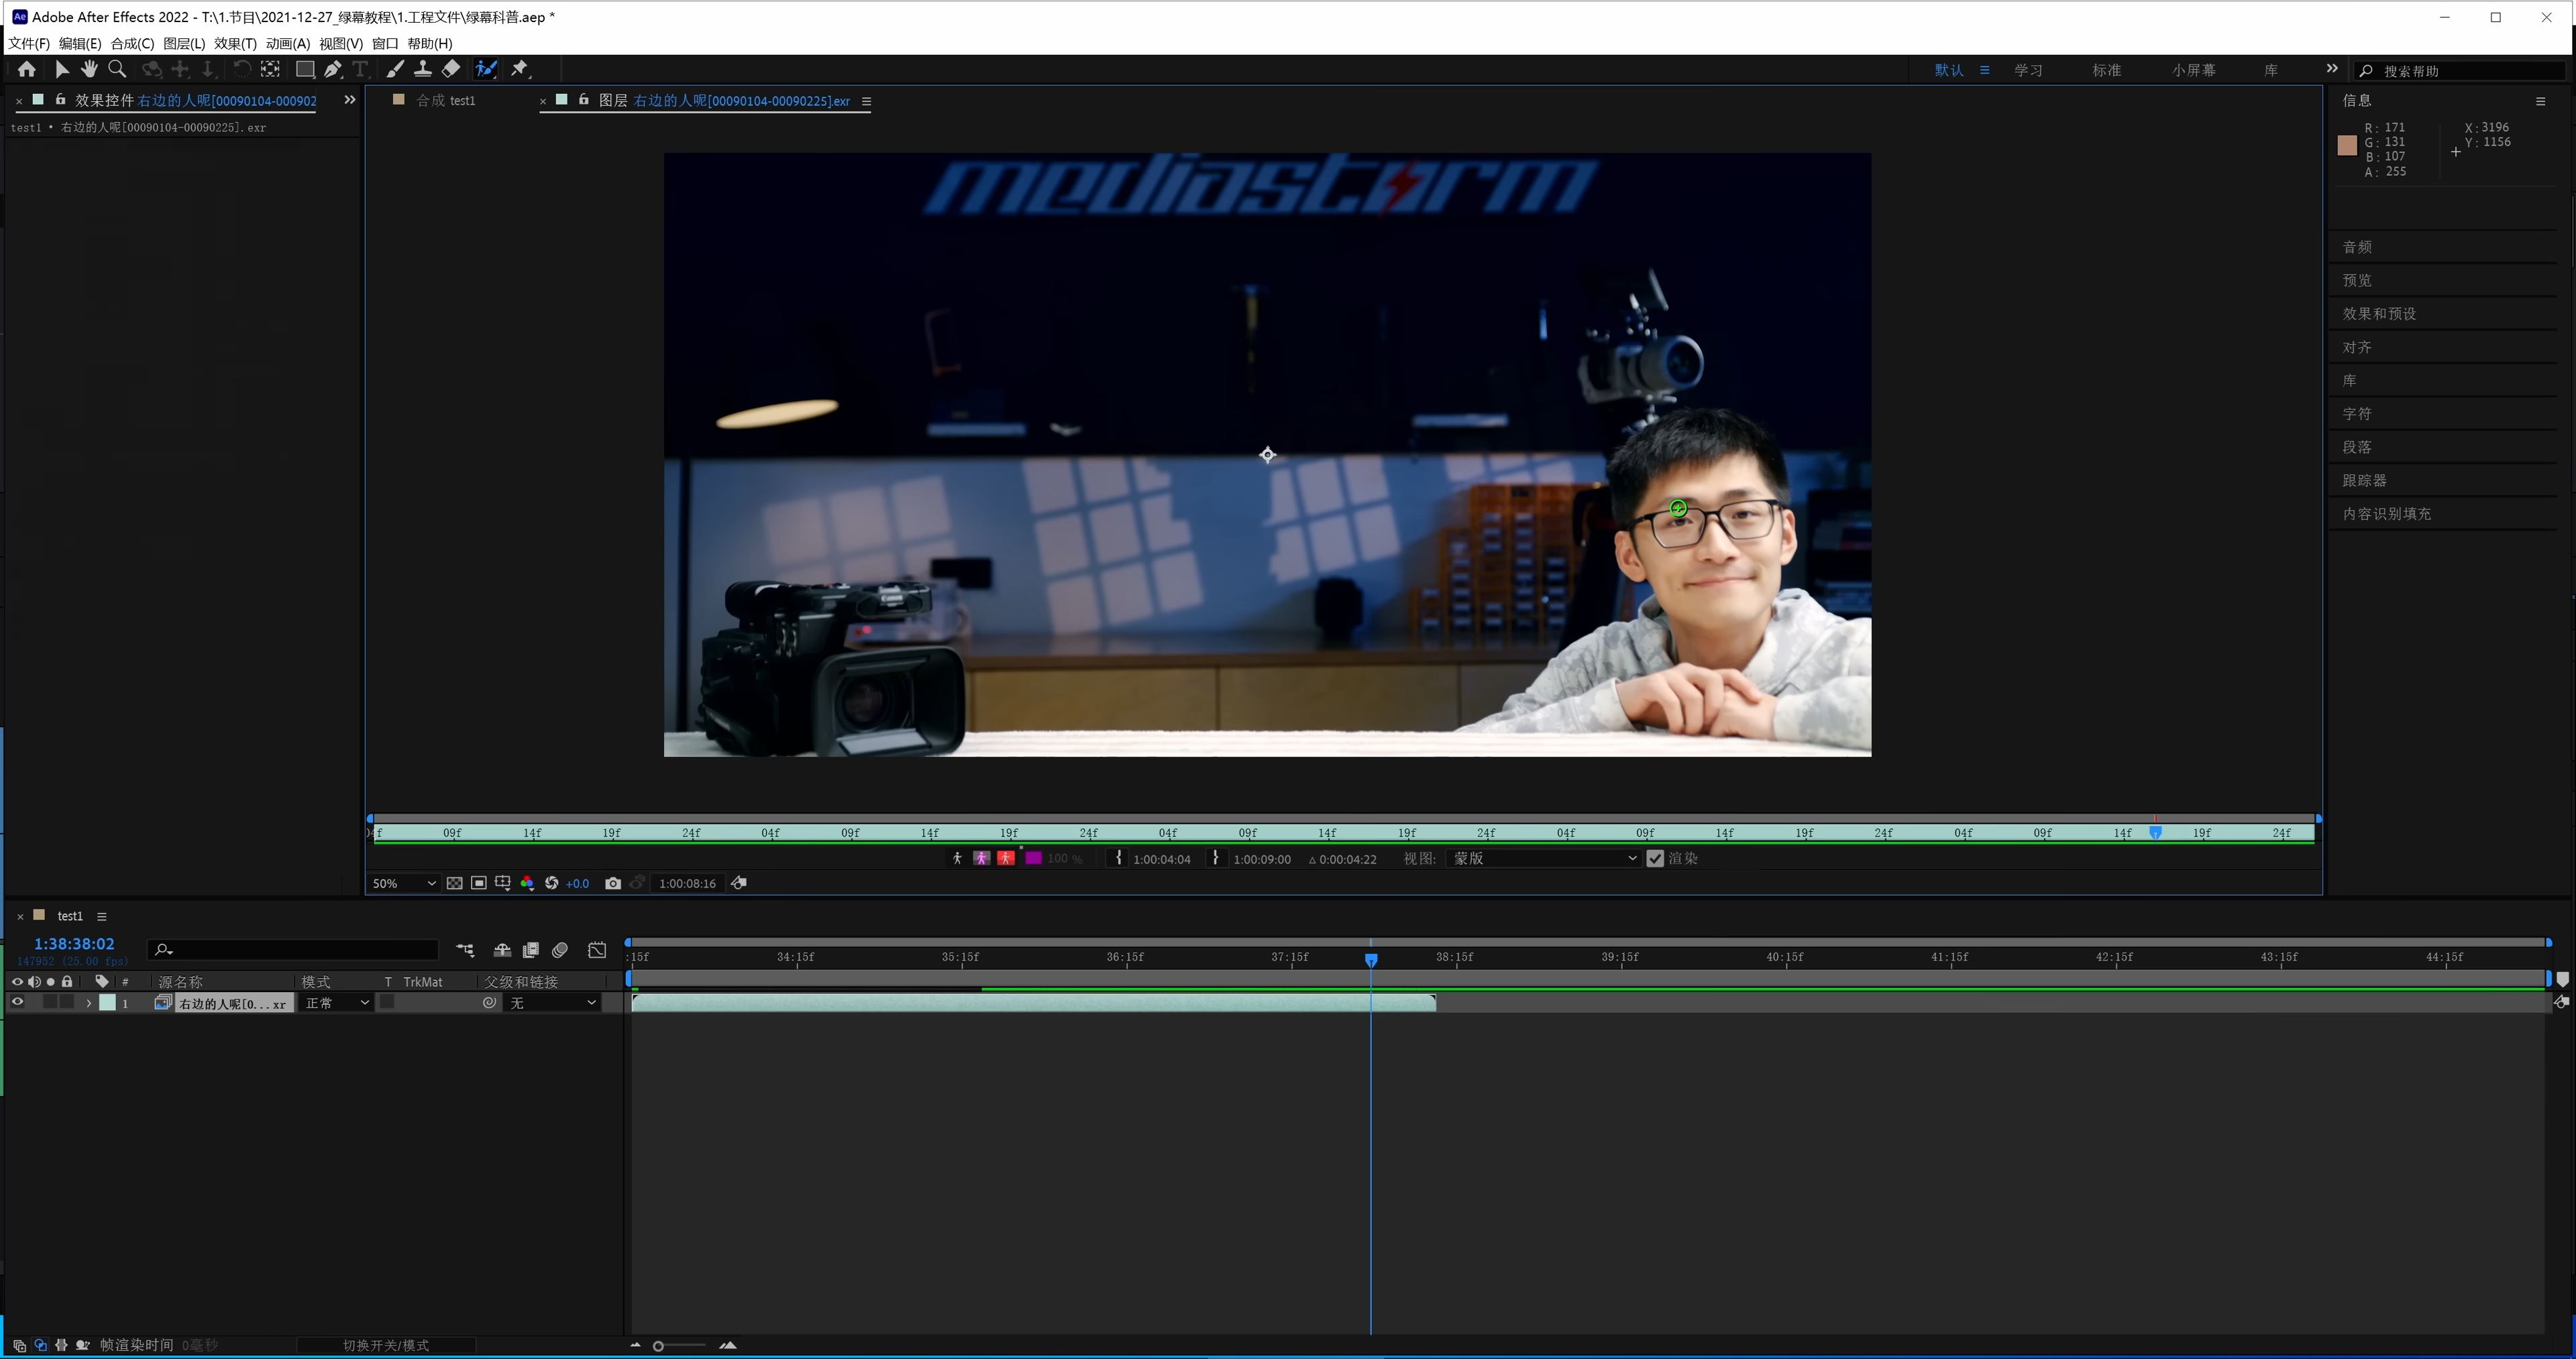 Ae Adobe After Effects 2022 - T:\1.节目\2021-12-27_绿幕教程\1.工程文件\绿幕科普.aep *
文件(F) 编辑(E) 合成(C) 图层(L) 效果(T) 动画(A) 视图(V) 窗口 帮助(H)
默认 学习 标准 小屏幕 库 搜索帮助
效果控件 右边的人呢[00090104-000902
合成 test1
图层 右边的人呢[00090104-00090225].exr
test1 • 右边的人呢[00090104-00090225].exr
信息
R: 171 X: 3196
G: 131 Y: 1156
B: 107
A: 255
音频
预览
效果和预设
对齐
库
字符
段落
跟踪器
内容识别填充
mediastorm
Canon
04f 09f 14f 19f 24f 04f 09f 14f 19f 24f 04f 09f 14f 19f 24f 04f 09f 14f 19f 24f 04f 09f 14f 19f 24f
100 % 1:00:04:04 1:00:09:00 Δ 0:00:04:22 视图: 蒙版 渲染
50% +0.0 1:00:08:16
test1
1:38:38:02
147952 (25.00 fps)
:15f 34:15f 35:15f 36:15f 37:15f 38:15f 39:15f 40:15f 41:15f 42:15f 43:15f 44:15f
# 源名称 模式 T TrkMat 父级和链接
1 右边的人呢[0...xr 正常 无
帧渲染时间 0毫秒 切换开关/模式